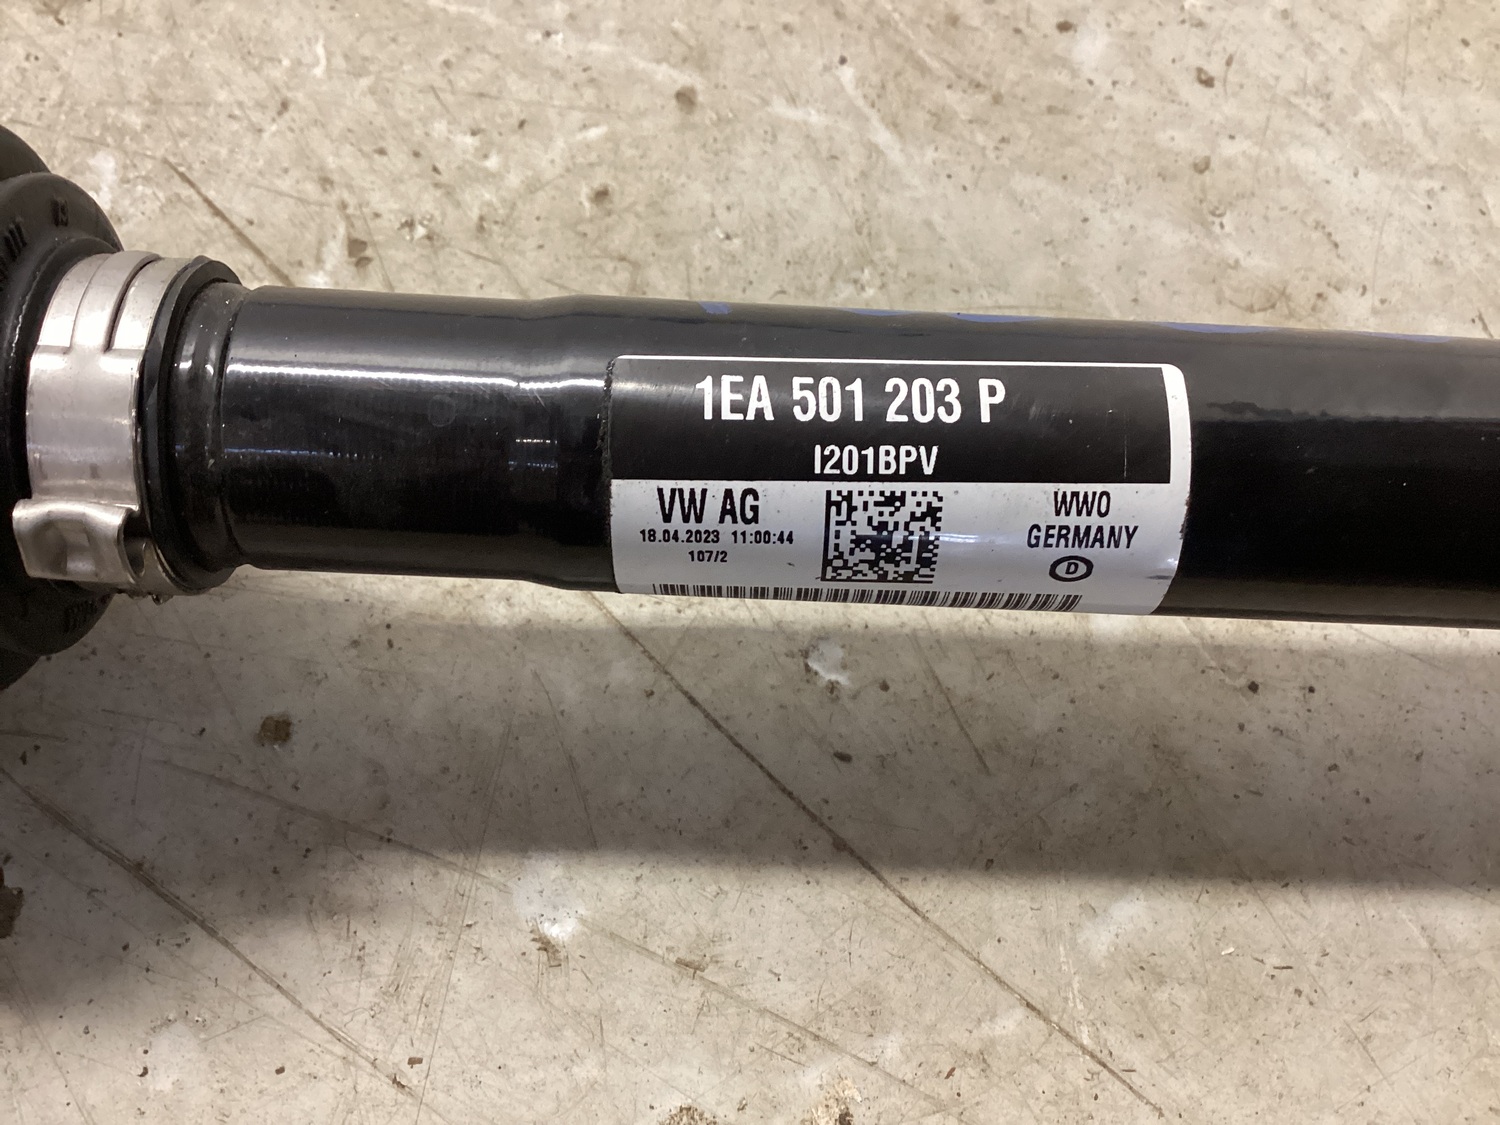 1EA 501 203 P
I201BPV
VW AG
18.04.2023 11:00:44
107/2
WWO
GERMANY
D